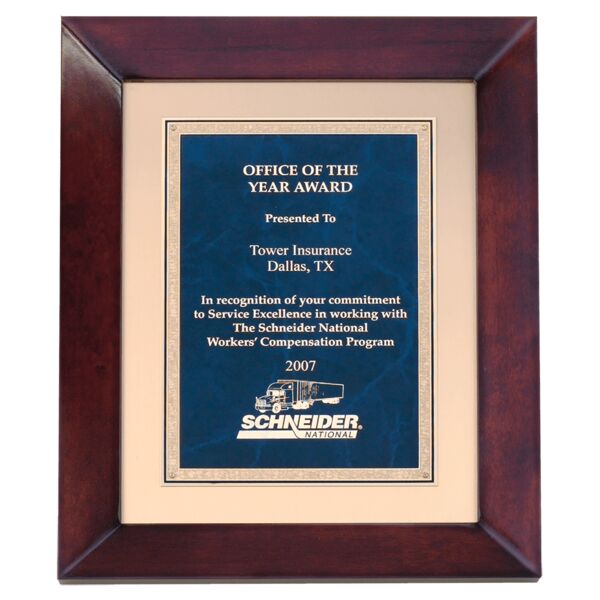 OFFICE OF THE
YEAR AWARD
Presented To
Tower Insurance
Dallas, TX
In recognition of your commitment
to Service Excellence in working with
The Schneider National
Workers' Compensation Program
2007
SCHNEIDER
NATIONAL